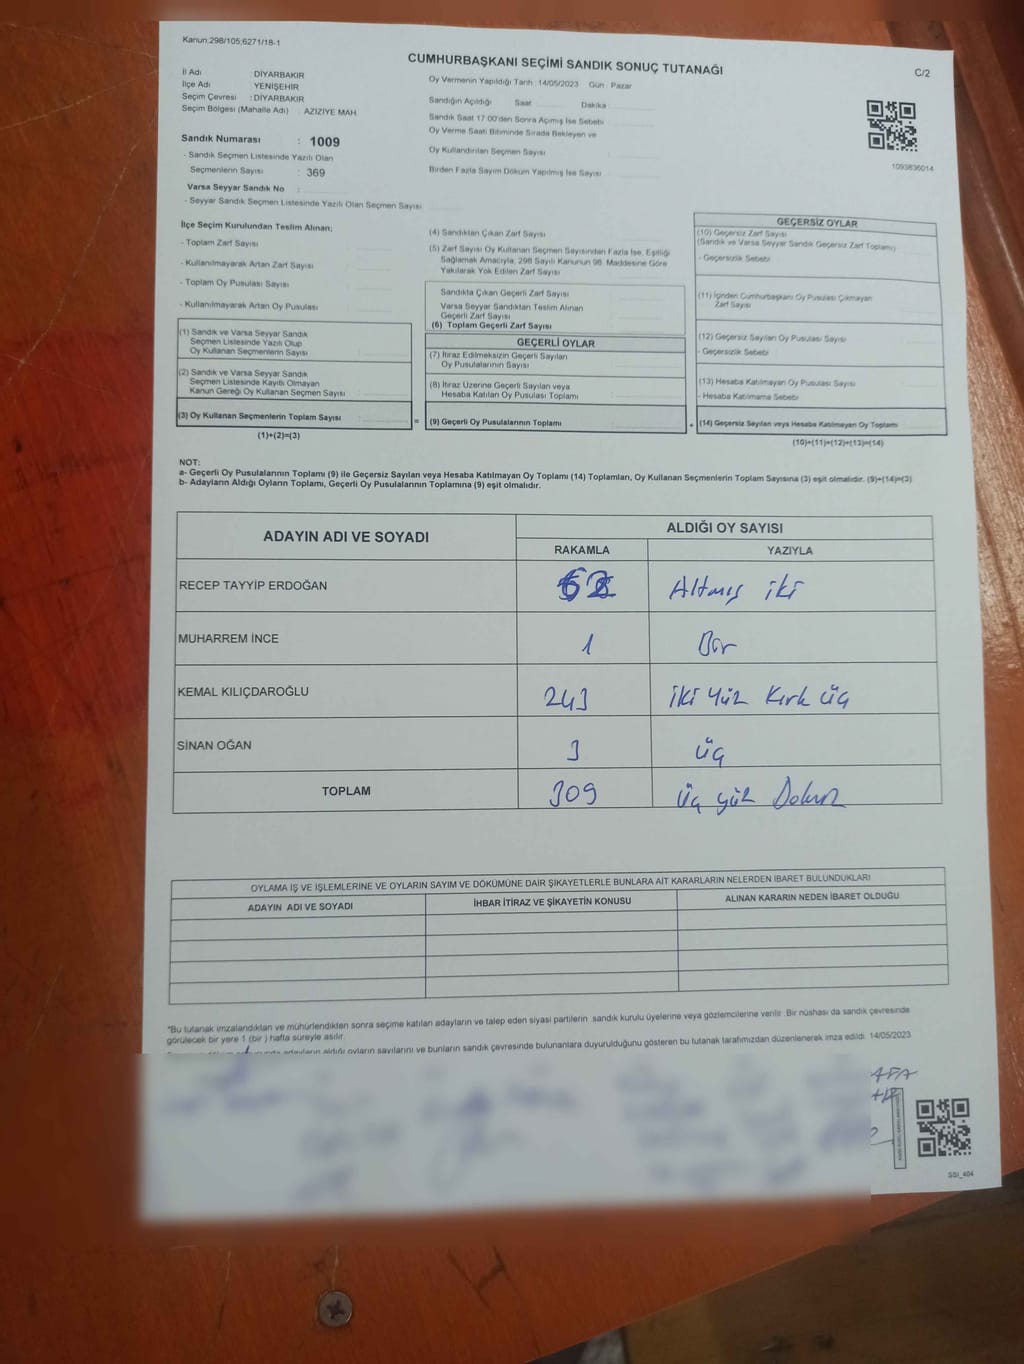 Kanun:298/105;6271/18-1
CUMHURBAŞKANI SEÇİMİ SANDIK SONUÇ TUTANAĞI
C/2
İl Adı : DİYARBAKIR
İlçe Adı : YENİŞEHİR
Seçim Çevresi : DİYARBAKIR
Seçim Bölgesi (Mahalle Adı) : AZİZİYE MAH
Sandık Numarası : 1009
- Sandık Seçmen Listesinde Yazılı Olan
Seçmenlerin Sayısı : 369
Varsa Seyyar Sandık No :
- Seyyar Sandık Seçmen Listesinde Yazılı Olan Seçmen Sayısı
Oy Vermenin Yapıldığı Tarih :14/05/2023 Gün : Pazar
Sandığın Açıldığı Saat Dakika
Sandık Saat 17:00'den Sonra Açımış İse Sebebi
Oy Verme Saati Bitiminde Sırada Bekleyen ve
Oy Kullandırılan Seçmen Sayısı
Birden Fazla Sayım Döküm Yapılmış İse Sayısı
1093836014
İlçe Seçim Kurulundan Teslim Alınan;
- Toplam Zarf Sayısı
- Kullanılmayarak Artan Zarf Sayısı
- Toplam Oy Pusulası Sayısı
- Kullanılmayarak Artan Oy Pusulası
(1) Sandık ve Varsa Seyyar Sandık
Seçmen Listesinde Yazılı Olup
Oy Kullanan Seçmenlerin Sayısı
(2) Sandık ve Varsa Seyyar Sandık
Seçmen Listesinde Kayıtlı Olmayan
Kanun Gereği Oy Kullanan Seçmen Sayısı
(3) Oy Kullanan Seçmenlerin Toplam Sayısı
(1)+(2)=(3)
(4) Sandıktan Çıkan Zarf Sayısı
(5) Zarf Sayısı Oy Kullanan Seçmen Sayısından Fazla İse, Eşitliği
Sağlamak Amacıyla, 298 Sayılı Kanunun 98. Maddesine Göre
Yakılarak Yok Edilen Zarf Sayısı
Sandıkta Çıkan Geçerli Zarf Sayısı
Varsa Seyyar Sandıktan Teslim Alınan
Geçerli Zarf Sayısı
(6) Toplam Geçerli Zarf Sayısı
GEÇERLİ OYLAR
(7) İtiraz Edilmeksizin Geçerli Sayılan
Oy Pusulalarının Sayısı
(8) İtiraz Üzerine Geçerli Sayılan veya
Hesaba Katılan Oy Pusulası Toplamı
= (9) Geçerli Oy Pusulalarının Toplamı
GEÇERSİZ OYLAR
(10) Geçersiz Zarf Sayısı
(Sandık ve Varsa Seyyar Sandık Geçersiz Zarf Toplamı)
- Geçersizlik Sebebi
(11) İçinden Cumhurbaşkanı Oy Pusulası Çıkmayan
Zarf Sayısı
(12) Geçersiz Sayılan Oy Pusulası Sayısı
- Geçersizlik Sebebi
(13) Hesaba Katılmayan Oy Pusulası Sayısı
- Hesaba Katılmama Sebebi
+ (14) Geçersiz Sayılan veya Hesaba Katılmayan Oy Toplamı
(10)+(11)+(12)+(13)=(14)
NOT:
a- Geçerli Oy Pusulalarının Toplamı (9) ile Geçersiz Sayılan veya Hesaba Katılmayan Oy Toplamı (14) Toplamları, Oy Kullanan Seçmenlerin Toplam Sayısına (3) eşit olmalıdır. (9)+(14)=(3)
b- Adayların Aldığı Oyların Toplamı, Geçerli Oy Pusulalarının Toplamına (9) eşit olmalıdır.
ADAYIN ADI VE SOYADI ALDIĞI OY SAYISI
RAKAMLA YAZIYLA
RECEP TAYYİP ERDOĞAN 62 Altmış iki
MUHARREM İNCE 1 Bir
KEMAL KILIÇDAROĞLU 243 iki yüz Kırk üç
SİNAN OĞAN 3 üç
TOPLAM 309 üç yüz Dokuz
OYLAMA İŞ VE İŞLEMLERİNE VE OYLARIN SAYIM VE DÖKÜMÜNE DAİR ŞİKAYETLERLE BUNLARA AİT KARARLARIN NELERDEN İBARET BULUNDUKLARI
ADAYIN ADI VE SOYADI İHBAR İTİRAZ VE ŞİKAYETİN KONUSU ALINAN KARARIN NEDEN İBARET OLDUĞU
*Bu tutanak imzalandıktan ve mühürlendikten sonra seçime katılan adayların ve talep eden siyasi partilerin sandık kurulu üyelerine veya gözlemcilerine verilir. Bir nüshası da sandık çevresinde
görülecek bir yere 1 (bir ) hafta süreyle asılır.
adayların aldığı oyların sayılarını ve bunların sandık çevresinde bulunanlara duyurulduğunu gösteren bu tutanak tarafımızdan düzenlenerek imza edildi. 14/05/2023
SSI_404